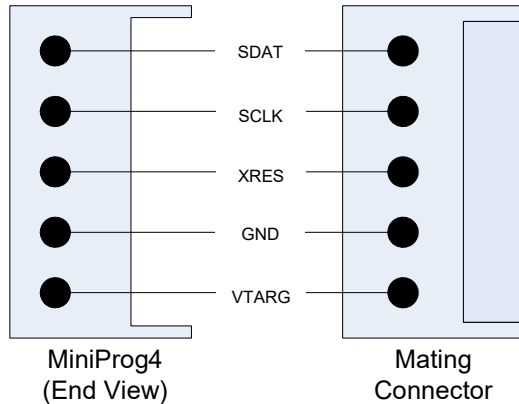 SDAT
SCLK
XRES
GND
VTARG
MiniProg4
(End View)
Mating
Connector